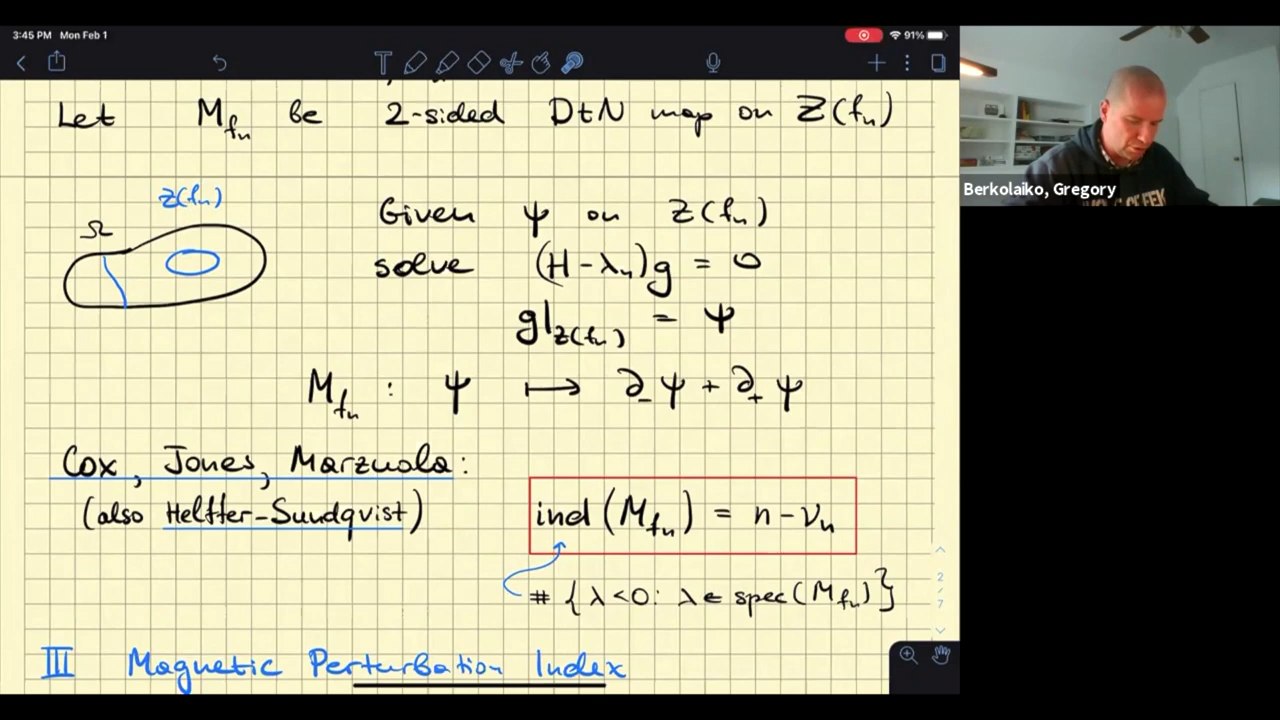 3:45 PM Mon Feb 1
91%
Let M_{f_n} be 2-sided DtN map on Z(f_n)
Z(f_n)
Ω
Given ψ on Z(f_n)
solve (H - λ_n)g = 0
g|_{Z(f_n)} = ψ
M_{f_n} : ψ ↦ ∂_- ψ + ∂_+ ψ
Cox, Jones, Marzuola:
(also Helffer-Sundqvist)
ind(M_{f_n}) = n - ν_n
# {λ<0: λ ∈ spec(M_{f_n})}
III Magnetic Perturbation Index
2/7
Berkolaiko, Gregory